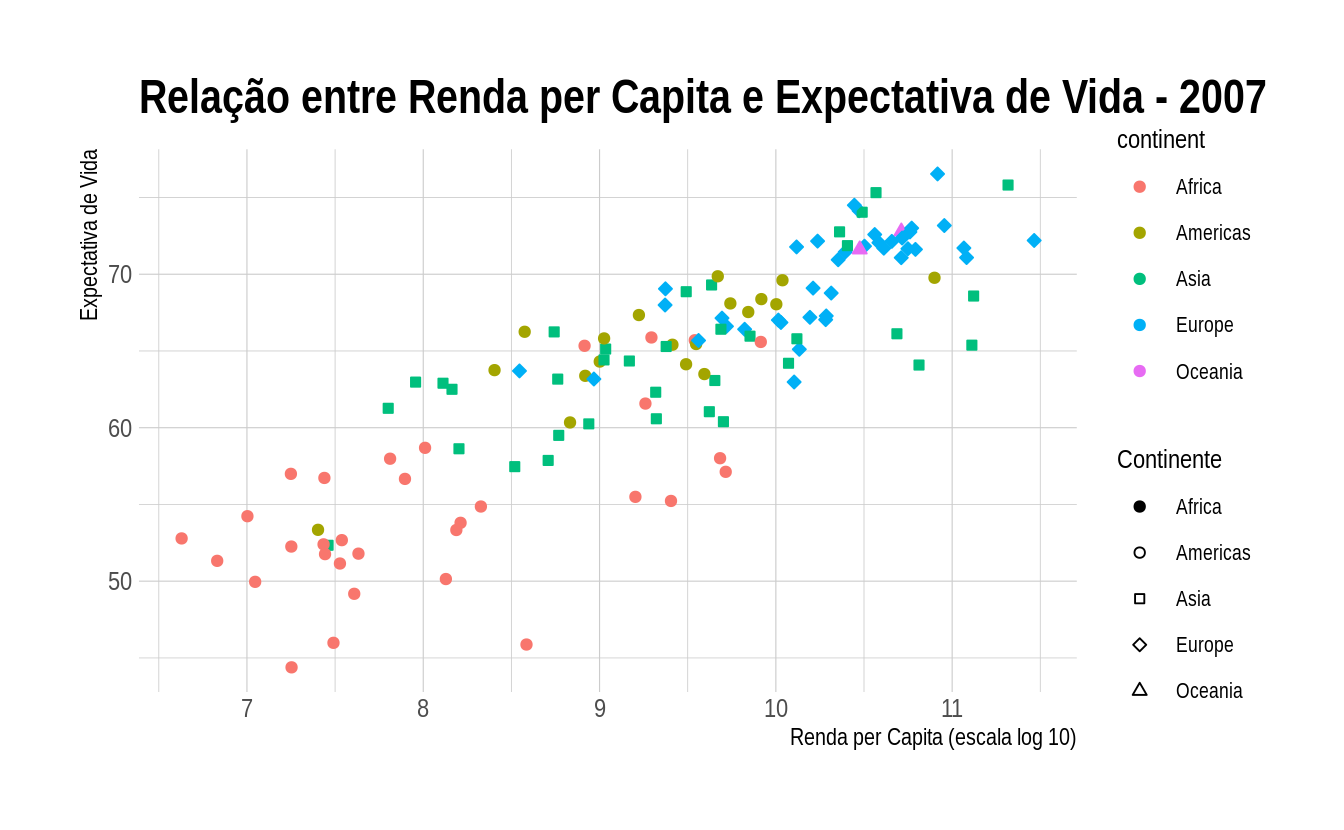 Relação entre Renda per Capita e Expectativa de Vida - 2007
Expectativa de Vida
70
60
50
7
8
9
10
11
Renda per Capita (escala log 10)
continent
Africa
Americas
Asia
Europe
Oceania
Continente
Africa
Americas
Asia
Europe
Oceania